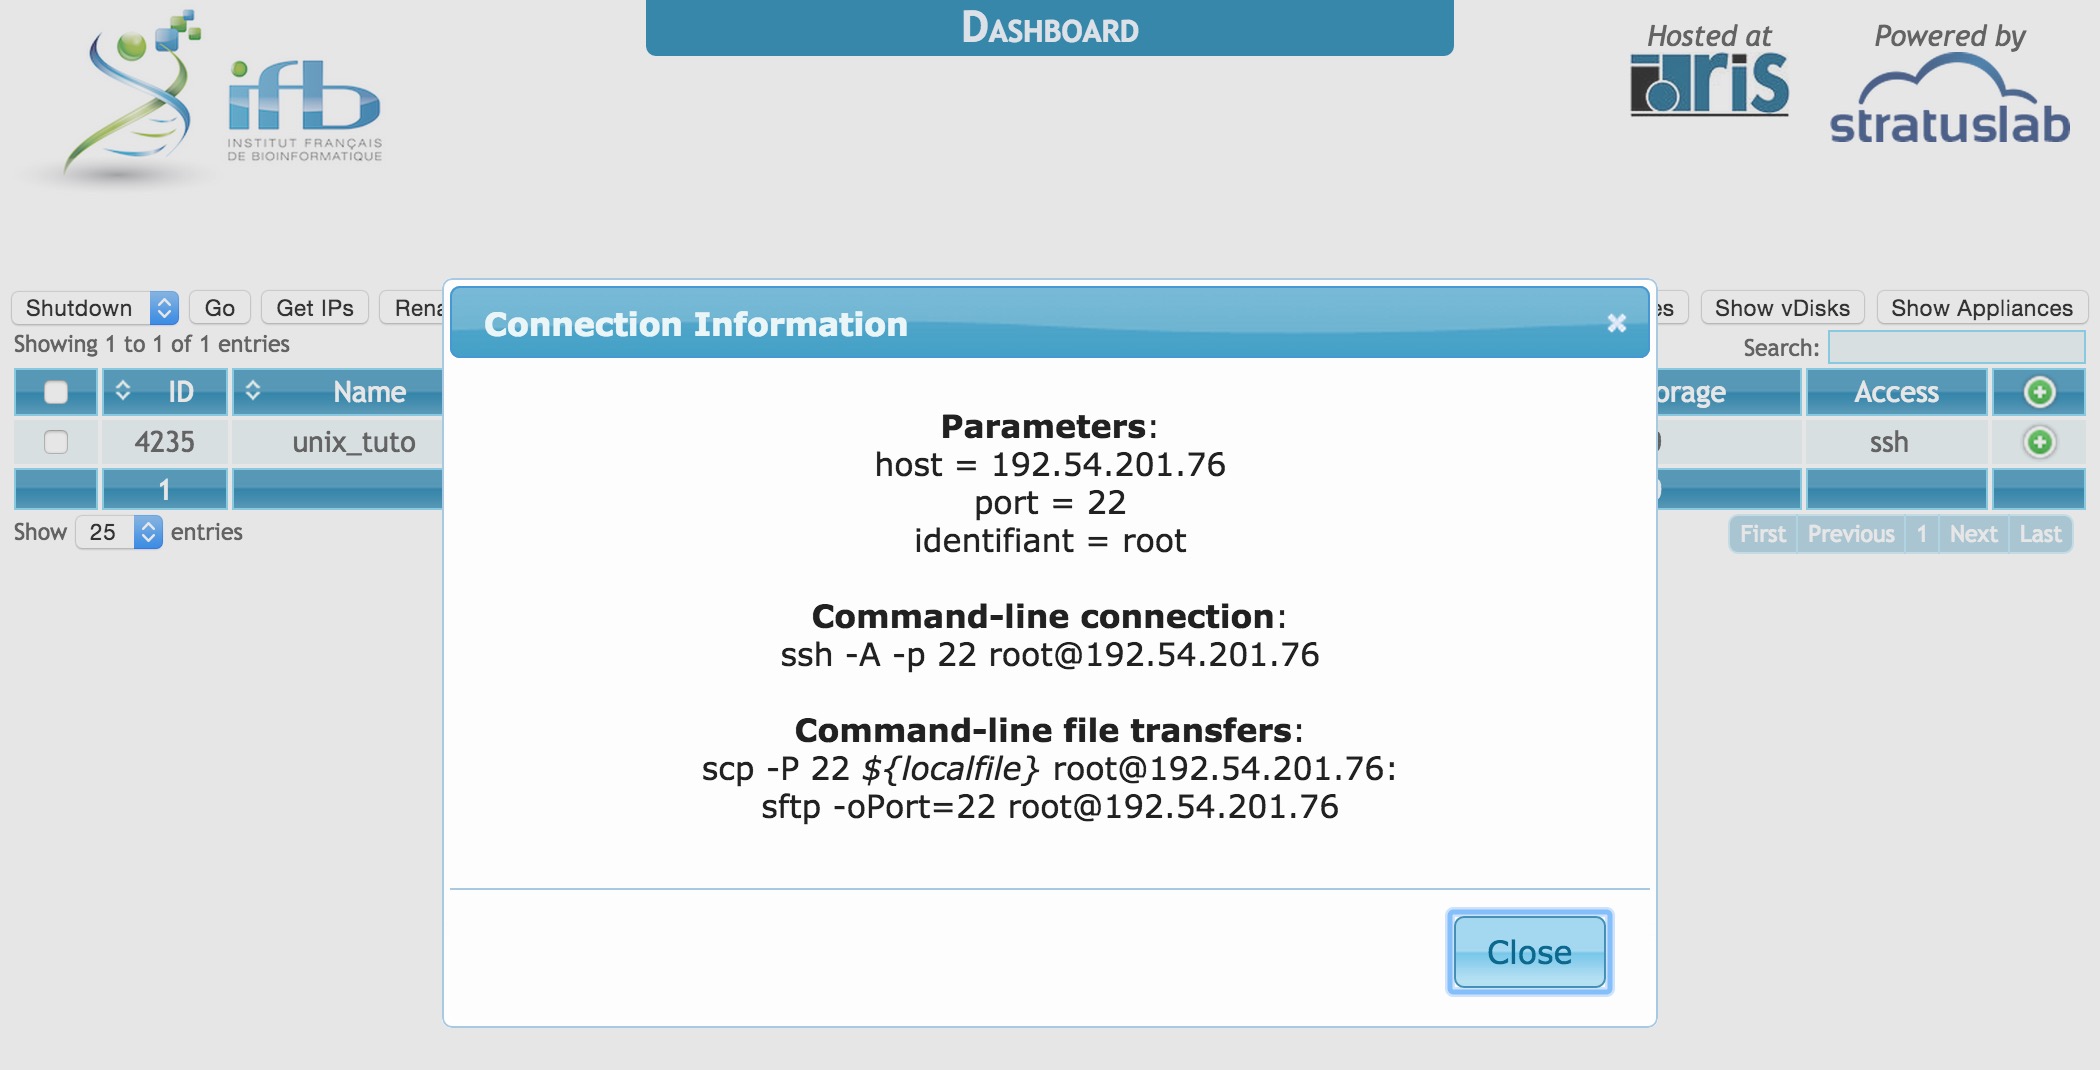 DASHBOARD
Hosted at
Powered by
idris
stratuslab
ifb
INSTITUT FRANÇAIS
DE BIOINFORMATIQUE
Shutdown Go Get IPs
Show vDisks Show Appliances
Showing 1 to 1 of 1 entries
Search:
ID Name Access
4235 unix_tuto ssh
1
Show 25 entries
First Previous 1 Next Last
Connection Information
Parameters:
host = 192.54.201.76
port = 22
identifiant = root
Command-line connection:
ssh -A -p 22 root@192.54.201.76
Command-line file transfers:
scp -P 22 ${localfile} root@192.54.201.76:
sftp -oPort=22 root@192.54.201.76
Close